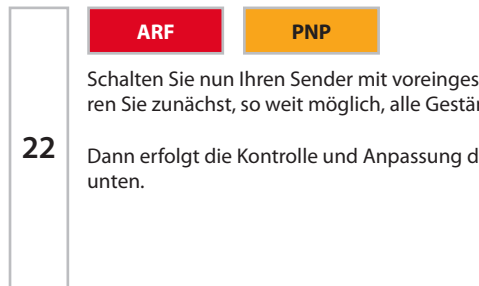 ARF PNP
Schalten Sie nun Ihren Sender mit voreinges
ren Sie zunächst, so weit möglich, alle Gestän
22
Dann erfolgt die Kontrolle und Anpassung d
unten.